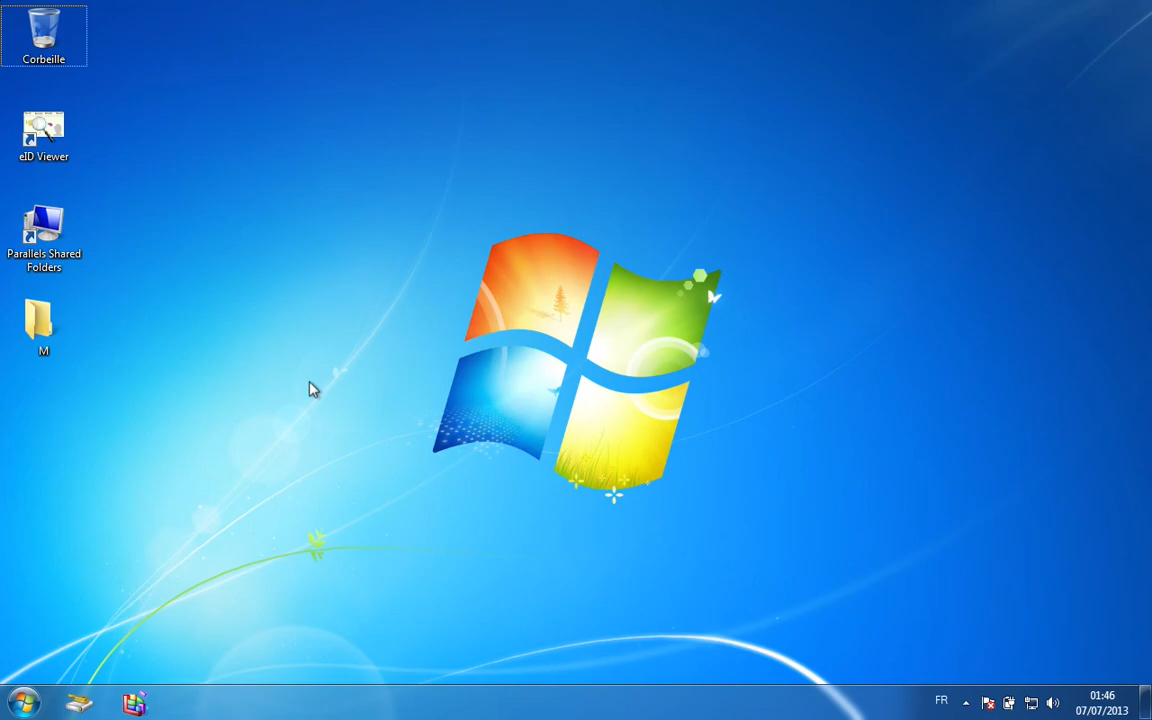 Corbeille
eID Viewer
Parallels Shared
Folders
M
FR
01:46
07/07/2013